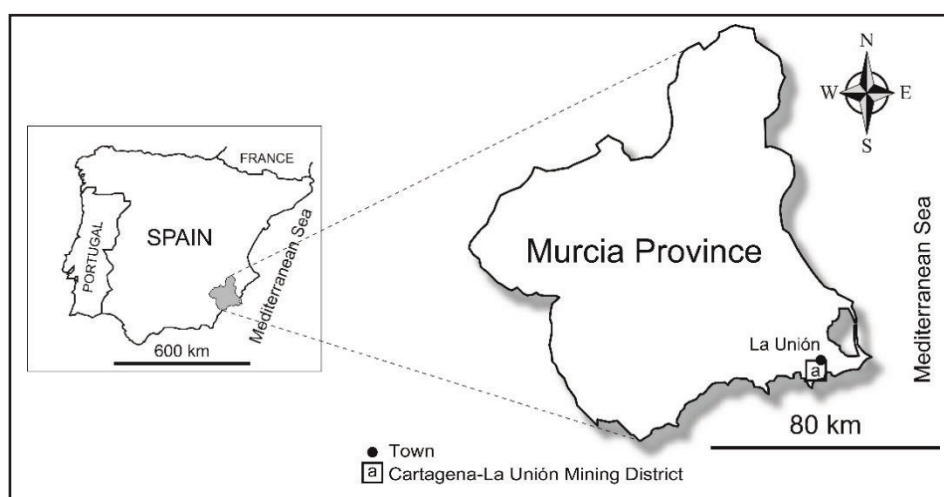 FRANCE
PORTUGAL
SPAIN
Mediterranean Sea
600 km
N
W
E
S
Murcia Province
Mediterranean Sea
La Unión
a
80 km
Town
a Cartagena-La Unión Mining District